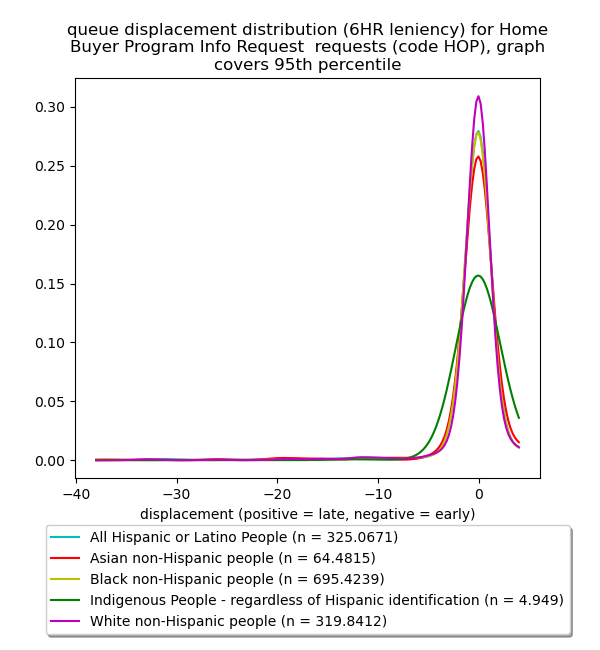 queue displacement distribution (6HR leniency) for Home
Buyer Program Info Request  requests (code HOP), graph
covers 95th percentile
0.30
0.25
0.20
0.15
0.10
0.05
0.00
−40 −30 −20 −10 0
displacement (positive = late, negative = early)
All Hispanic or Latino People (n = 325.0671)
Asian non-Hispanic people (n = 64.4815)
Black non-Hispanic people (n = 695.4239)
Indigenous People - regardless of Hispanic identification (n = 4.949)
White non-Hispanic people (n = 319.8412)